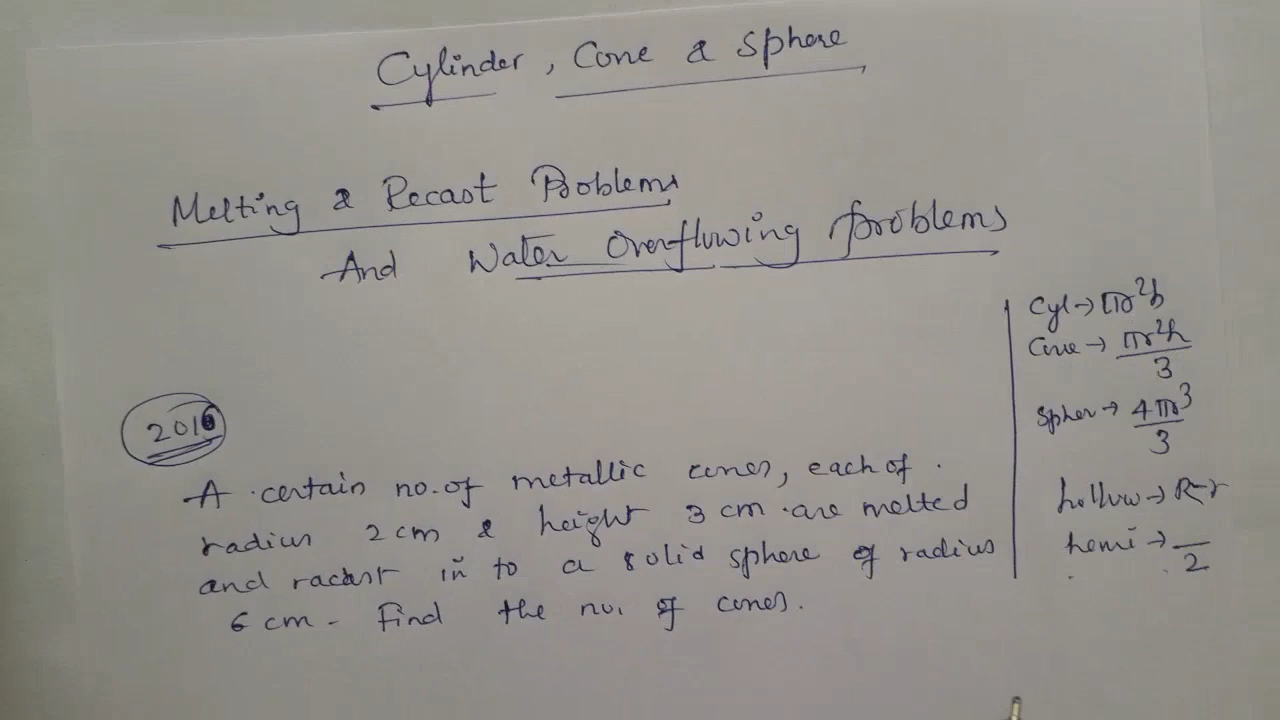 Cylinder, Cone & Sphere
Melting & Recast Problems
And Water Overflowing Problems
Cyl → πr²h
Cone → πr²h/3
Spher → 4πr³/3
hollow → R-r
hemi → /2
2016
A certain no. of metallic cones, each of
radius 2 cm & height 3 cm are melted
and racast in to a solid sphere of radius
6 cm - Find the no. of cones.